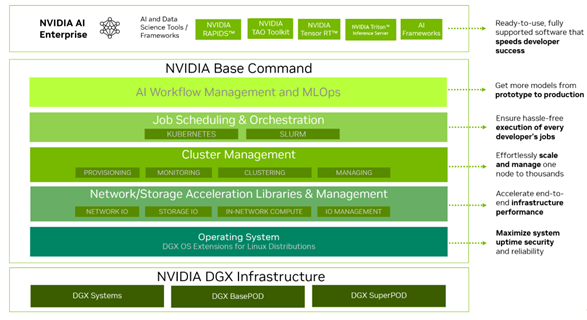 NVIDIA AI
Enterprise
AI and Data
Science Tools /
Frameworks
NVIDIA
RAPIDS™
NVIDIA
TAO Toolkit
NVIDIA
Tensor RT™
NVIDIA Triton™
Inference Server
AI
Frameworks
Ready-to-use, fully
supported software that
speeds developer
success
NVIDIA Base Command
AI Workflow Management and MLOps
Get more models from
prototype to production
Job Scheduling & Orchestration
KUBERNETES
SLURM
Ensure hassle-free
execution of every
developer's jobs
Cluster Management
PROVISIONING
MONITORING
CLUSTERING
MANAGING
Effortlessly scale
and manage one
node to thousands
Network/Storage Acceleration Libraries & Management
NETWORK IO
STORAGE IO
IN-NETWORK COMPUTE
IO MANAGEMENT
Accelerate end-to-
end infrastructure
performance
Operating System
DGX OS Extensions for Linux Distributions
Maximize system
uptime security
and reliability
NVIDIA DGX Infrastructure
DGX Systems
DGX BasePOD
DGX SuperPOD